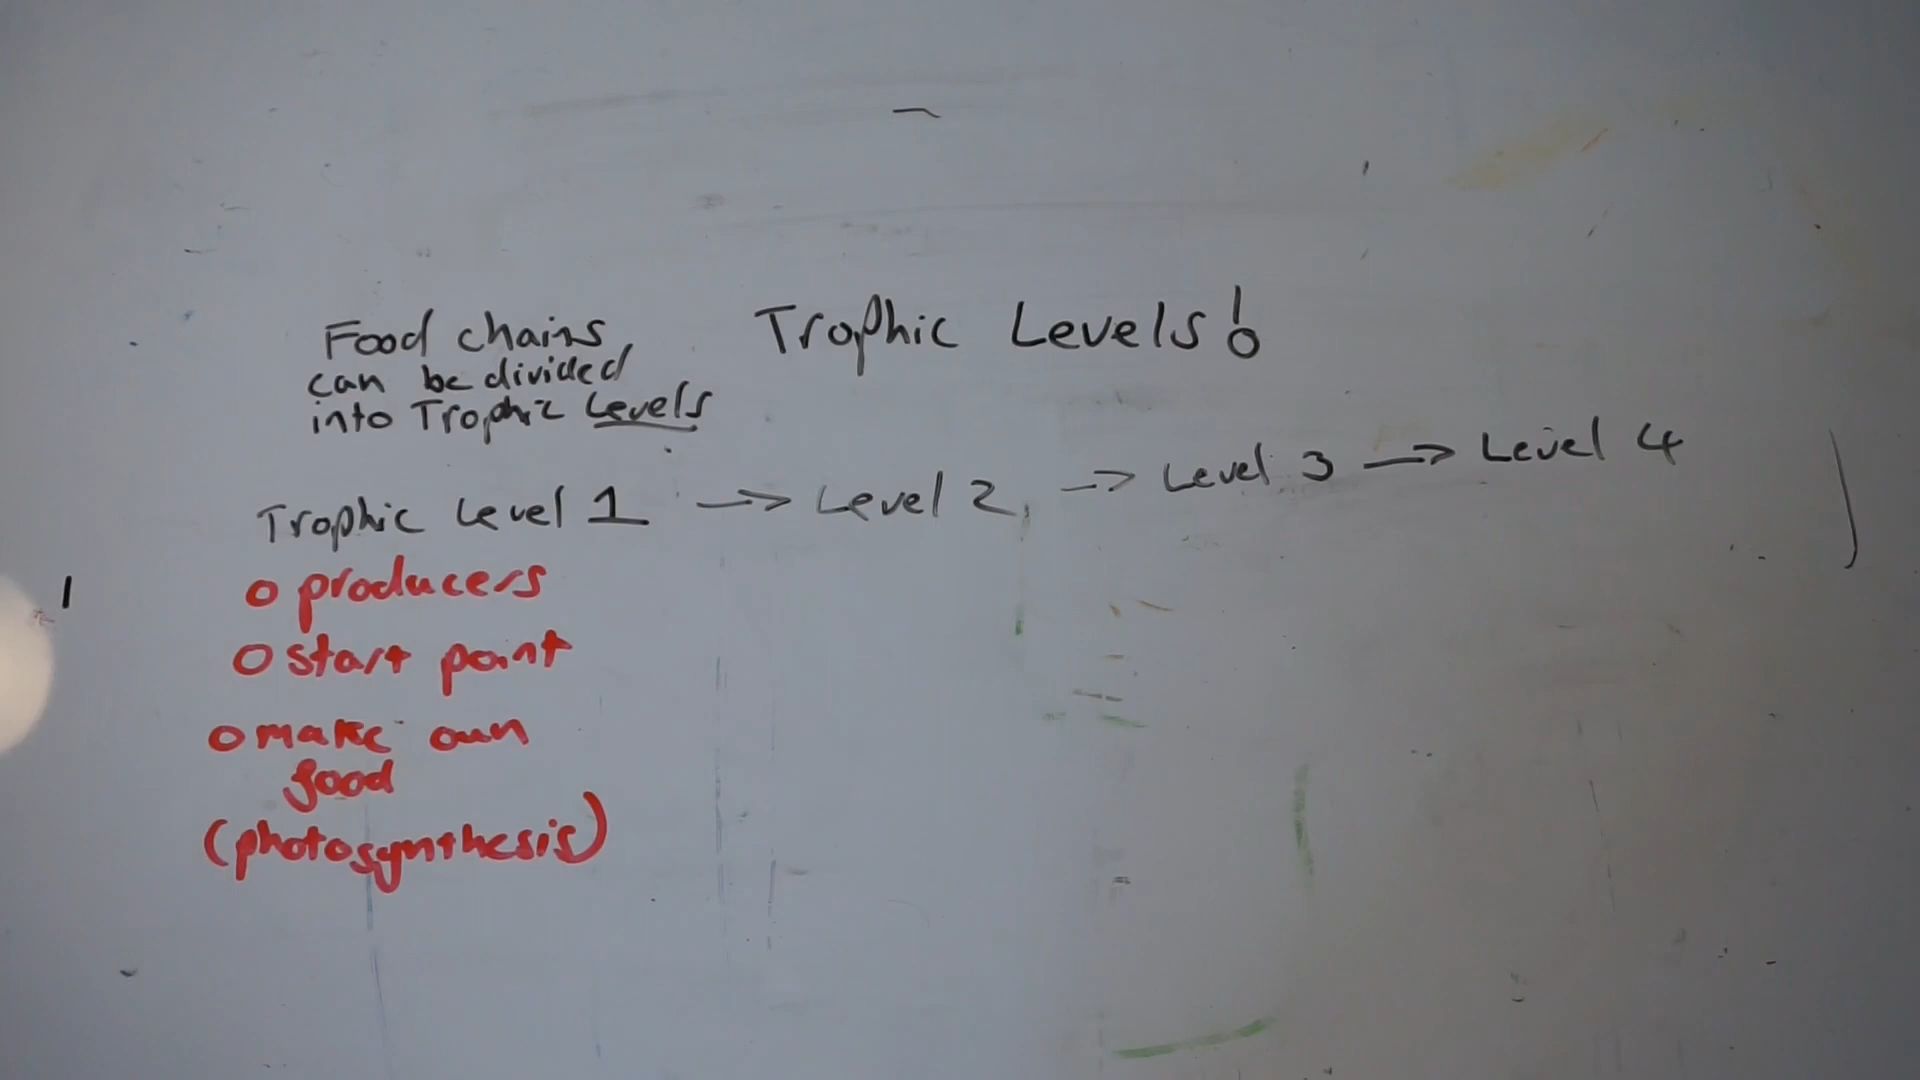 Trophic Levels!
Food chains
can be divided
into Trophic Levels
Trophic Level 1 → Level 2 → Level 3 → Level 4
o producers
o start point
o make own
food
(photosynthesis)